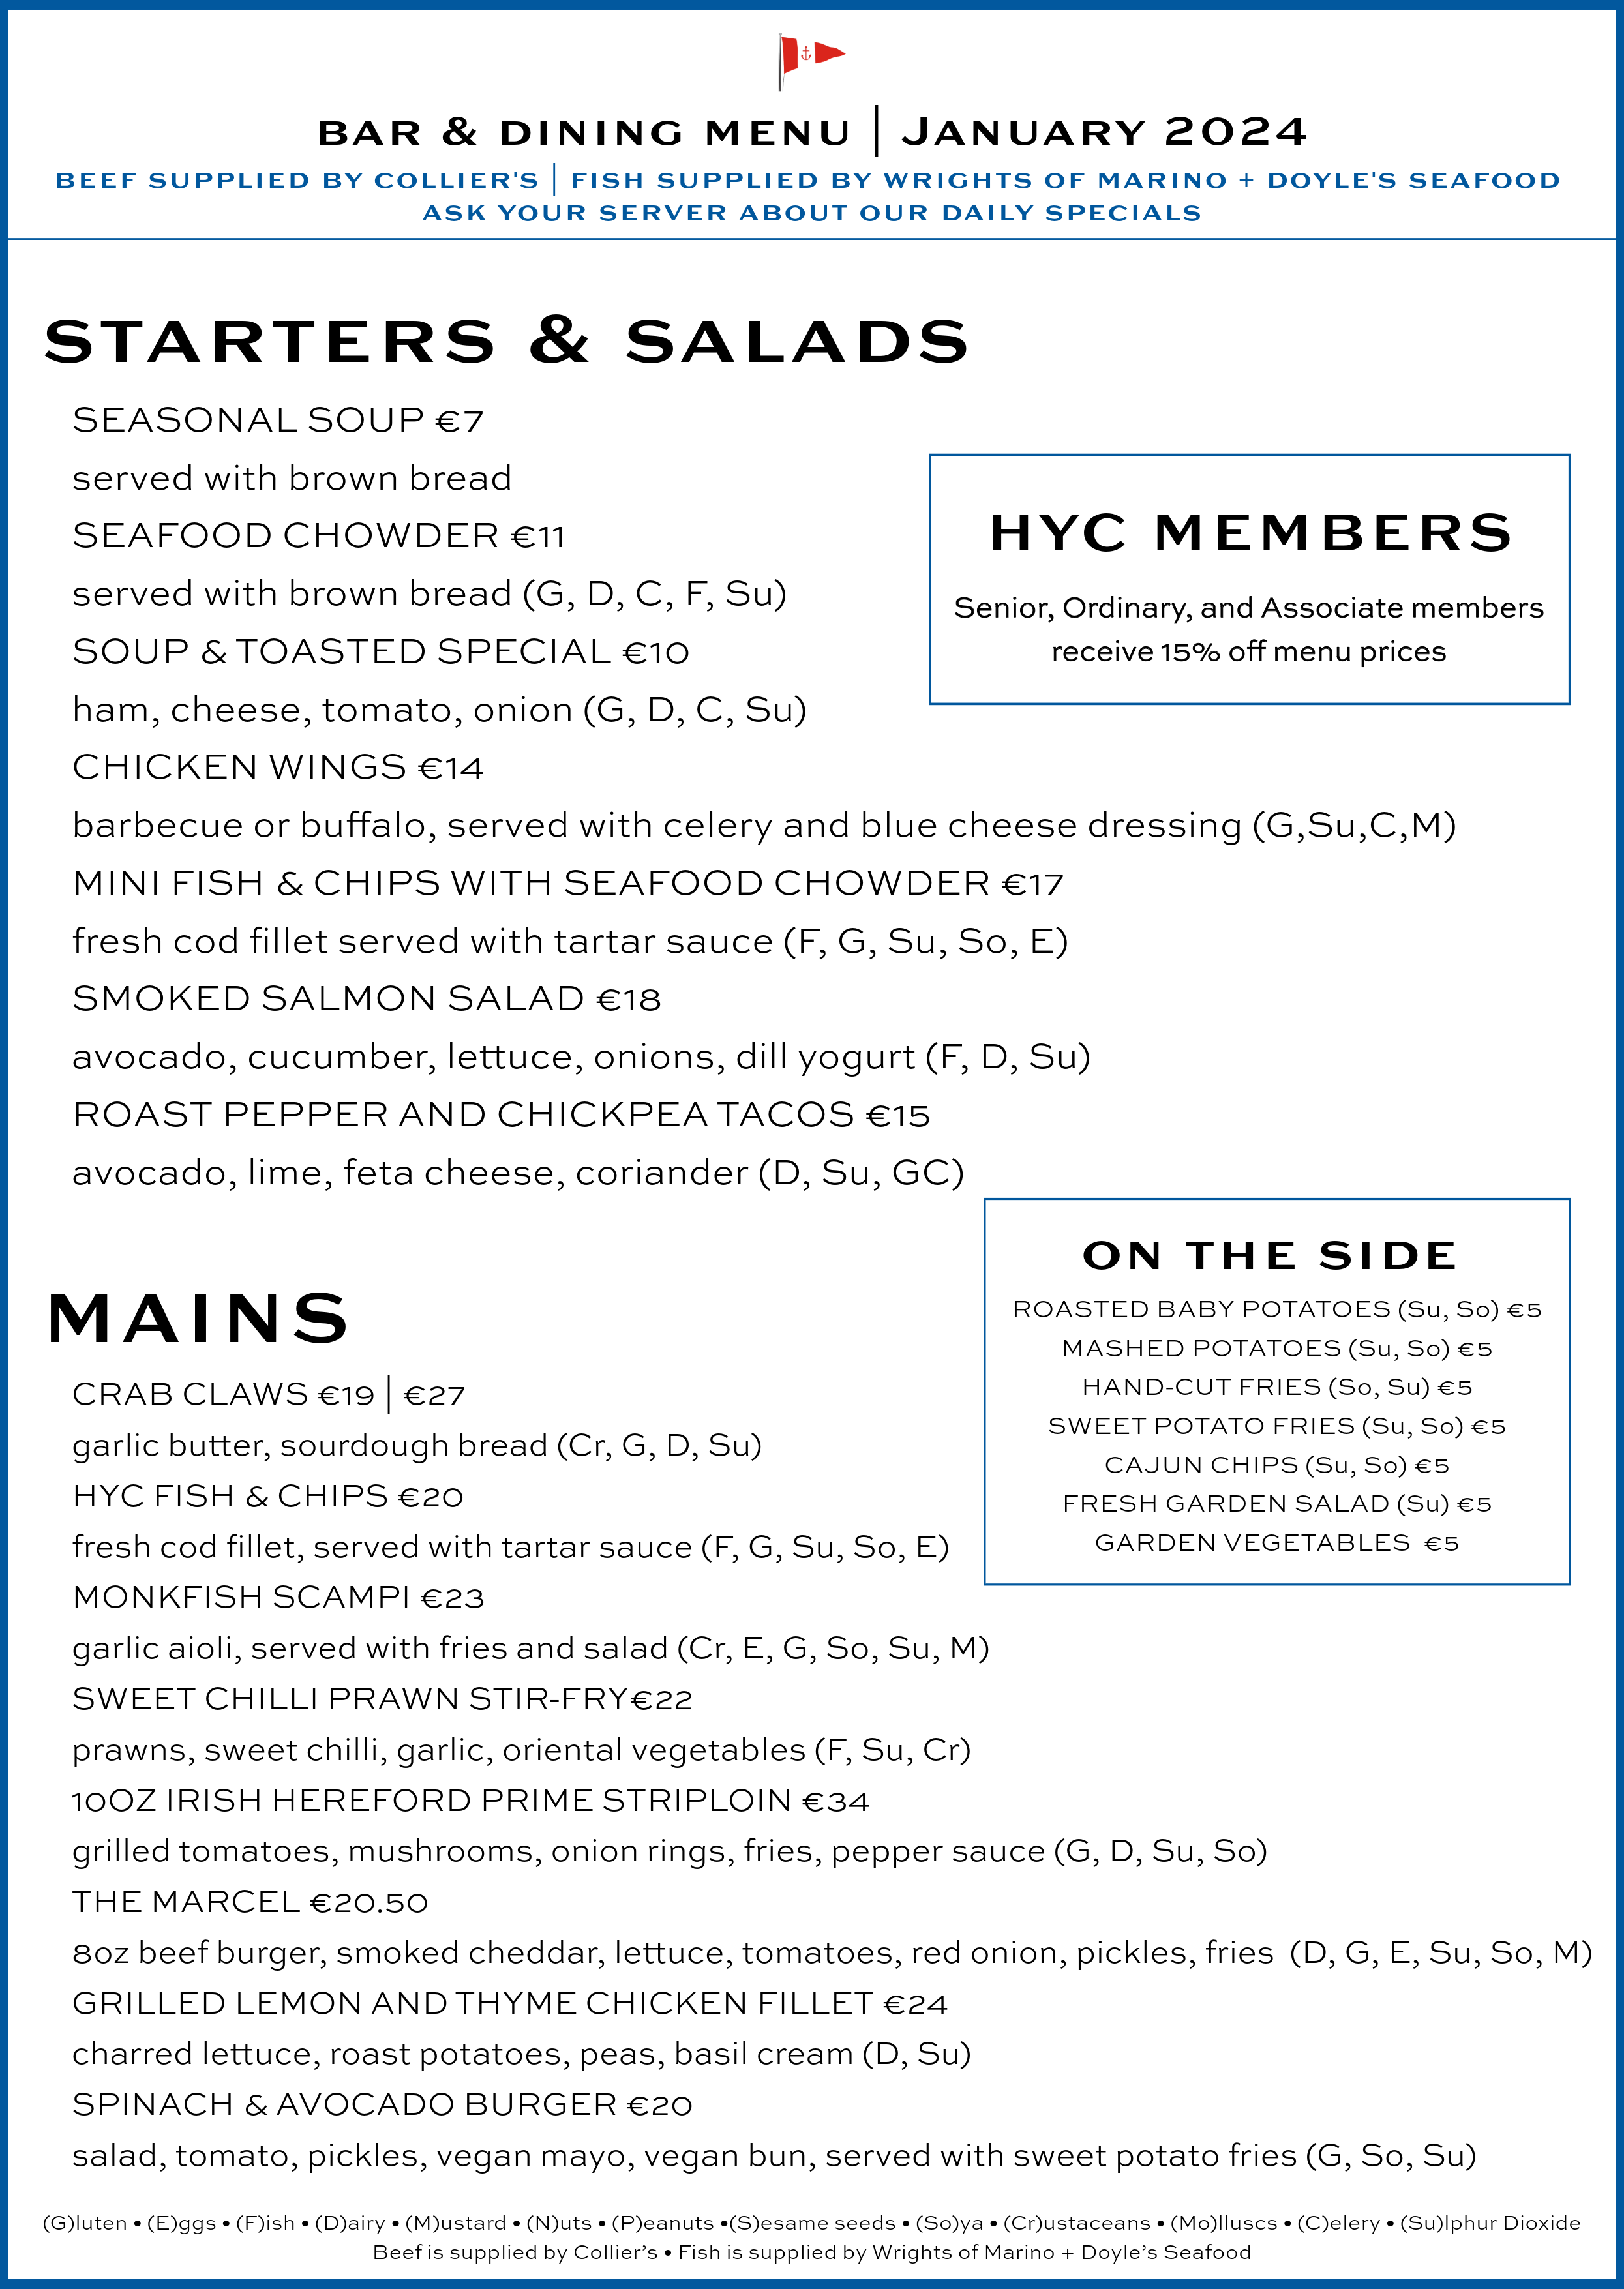 BAR & DINING MENU | JANUARY 2024
BEEF SUPPLIED BY COLLIER'S | FISH SUPPLIED BY WRIGHTS OF MARINO + DOYLE'S SEAFOOD
ASK YOUR SERVER ABOUT OUR DAILY SPECIALS
STARTERS & SALADS
SEASONAL SOUP €7
served with brown bread
SEAFOOD CHOWDER €11
served with brown bread (G, D, C, F, Su)
SOUP & TOASTED SPECIAL €10
ham, cheese, tomato, onion (G, D, C, Su)
CHICKEN WINGS €14
barbecue or buffalo, served with celery and blue cheese dressing (G,Su,C,M)
MINI FISH & CHIPS WITH SEAFOOD CHOWDER €17
fresh cod fillet served with tartar sauce (F, G, Su, So, E)
SMOKED SALMON SALAD €18
avocado, cucumber, lettuce, onions, dill yogurt (F, D, Su)
ROAST PEPPER AND CHICKPEA TACOS €15
avocado, lime, feta cheese, coriander (D, Su, GC)
HYC MEMBERS
Senior, Ordinary, and Associate members
receive 15% off menu prices
MAINS
CRAB CLAWS €19 | €27
garlic butter, sourdough bread (Cr, G, D, Su)
HYC FISH & CHIPS €20
fresh cod fillet, served with tartar sauce (F, G, Su, So, E)
MONKFISH SCAMPI €23
garlic aioli, served with fries and salad (Cr, E, G, So, Su, M)
SWEET CHILLI PRAWN STIR-FRY€22
prawns, sweet chilli, garlic, oriental vegetables (F, Su, Cr)
10OZ IRISH HEREFORD PRIME STRIPLOIN €34
grilled tomatoes, mushrooms, onion rings, fries, pepper sauce (G, D, Su, So)
THE MARCEL €20.50
8oz beef burger, smoked cheddar, lettuce, tomatoes, red onion, pickles, fries (D, G, E, Su, So, M)
GRILLED LEMON AND THYME CHICKEN FILLET €24
charred lettuce, roast potatoes, peas, basil cream (D, Su)
SPINACH & AVOCADO BURGER €20
salad, tomato, pickles, vegan mayo, vegan bun, served with sweet potato fries (G, So, Su)
ON THE SIDE
ROASTED BABY POTATOES (Su, So) €5
MASHED POTATOES (Su, So) €5
HAND-CUT FRIES (So, Su) €5
SWEET POTATO FRIES (Su, So) €5
CAJUN CHIPS (Su, So) €5
FRESH GARDEN SALAD (Su) €5
GARDEN VEGETABLES €5
(G)luten • (E)ggs • (F)ish • (D)airy • (M)ustard • (N)uts • (P)eanuts •(S)esame seeds • (So)ya • (Cr)ustaceans • (Mo)lluscs • (C)elery • (Su)lphur Dioxide
Beef is supplied by Collier’s • Fish is supplied by Wrights of Marino + Doyle’s Seafood